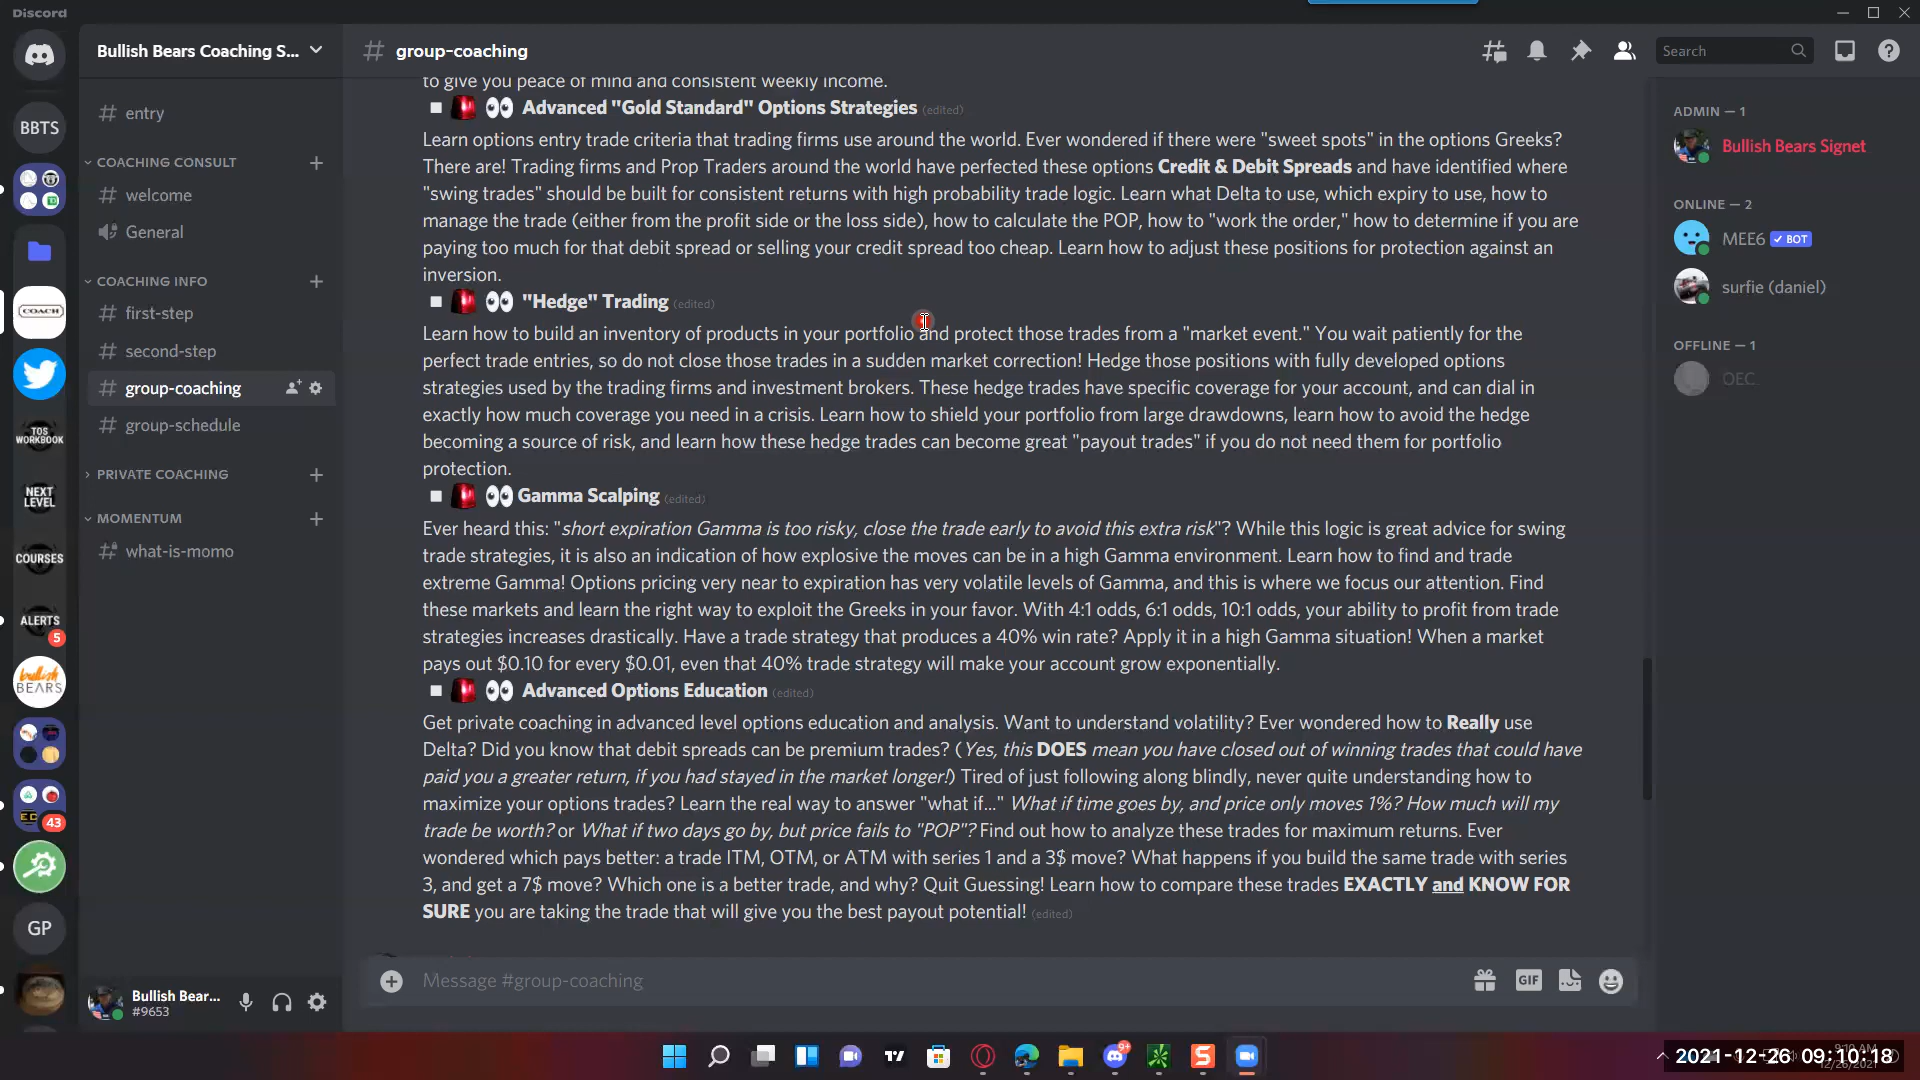 Discord
Bullish Bears Coaching S...
group-coaching
Search
BBTS
COACH
TOS WORKBOOK
NEXT LEVEL
COURSES
ALERTS
5
bullish BEARS
43
GP
entry
COACHING CONSULT
welcome
General
COACHING INFO
first-step
second-step
group-coaching
group-schedule
PRIVATE COACHING
MOMENTUM
what-is-momo
Bullish Bear...
#9653
to give you peace of mind and consistent weekly income.
Advanced "Gold Standard" Options Strategies (edited)
Learn options entry trade criteria that trading firms use around the world. Ever wondered if there were "sweet spots" in the options Greeks?
There are! Trading firms and Prop Traders around the world have perfected these options Credit & Debit Spreads and have identified where
"swing trades" should be built for consistent returns with high probability trade logic. Learn what Delta to use, which expiry to use, how to
manage the trade (either from the profit side or the loss side), how to calculate the POP, how to "work the order," how to determine if you are
paying too much for that debit spread or selling your credit spread too cheap. Learn how to adjust these positions for protection against an
inversion.
"Hedge" Trading (edited)
Learn how to build an inventory of products in your portfolio and protect those trades from a "market event." You wait patiently for the
perfect trade entries, so do not close those trades in a sudden market correction! Hedge those positions with fully developed options
strategies used by the trading firms and investment brokers. These hedge trades have specific coverage for your account, and can dial in
exactly how much coverage you need in a crisis. Learn how to shield your portfolio from large drawdowns, learn how to avoid the hedge
becoming a source of risk, and learn how these hedge trades can become great "payout trades" if you do not need them for portfolio
protection.
Gamma Scalping (edited)
Ever heard this: "short expiration Gamma is too risky, close the trade early to avoid this extra risk"? While this logic is great advice for swing
trade strategies, it is also an indication of how explosive the moves can be in a high Gamma environment. Learn how to find and trade
extreme Gamma! Options pricing very near to expiration has very volatile levels of Gamma, and this is where we focus our attention. Find
these markets and learn the right way to exploit the Greeks in your favor. With 4:1 odds, 6:1 odds, 10:1 odds, your ability to profit from trade
strategies increases drastically. Have a trade strategy that produces a 40% win rate? Apply it in a high Gamma situation! When a market
pays out $0.10 for every $0.01, even that 40% trade strategy will make your account grow exponentially.
Advanced Options Education (edited)
Get private coaching in advanced level options education and analysis. Want to understand volatility? Ever wondered how to Really use
Delta? Did you know that debit spreads can be premium trades? (Yes, this DOES mean you have closed out of winning trades that could have
paid you a greater return, if you had stayed in the market longer!) Tired of just following along blindly, never quite understanding how to
maximize your options trades? Learn the real way to answer "what if..." What if time goes by, and price only moves 1%? How much will my
trade be worth? or What if two days go by, but price fails to "POP"? Find out how to analyze these trades for maximum returns. Ever
wondered which pays better: a trade ITM, OTM, or ATM with series 1 and a 3$ move? What happens if you build the same trade with series
3, and get a 7$ move? Which one is a better trade, and why? Quit Guessing! Learn how to compare these trades EXACTLY and KNOW FOR
SURE you are taking the trade that will give you the best payout potential! (edited)
Message #group-coaching
GIF
ADMIN — 1
Bullish Bears Signet
ONLINE — 2
MEE6 ✓ BOT
surfie (daniel)
OFFLINE — 1
OEC
9+
2021-12-26 09:10:18